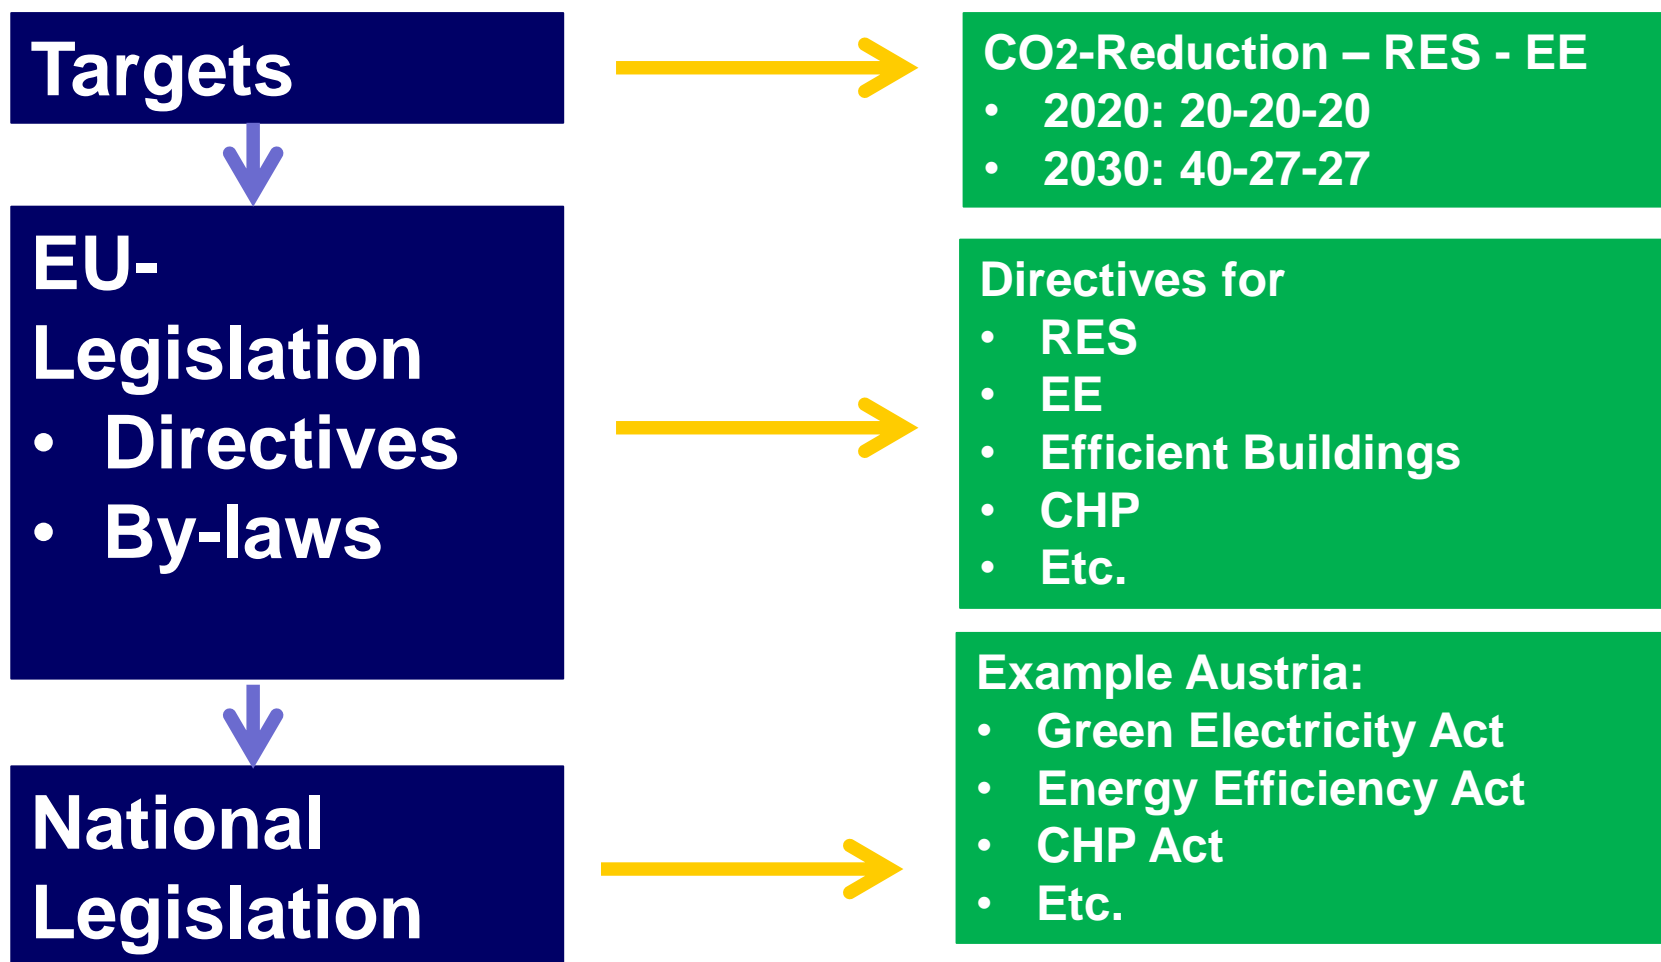 Targets
CO2-Reduction – RES - EE
• 2020: 20-20-20
• 2030: 40-27-27
EU-
Legislation
• Directives
• By-laws
Directives for
• RES
• EE
• Efficient Buildings
• CHP
• Etc.
National
Legislation
Example Austria:
• Green Electricity Act
• Energy Efficiency Act
• CHP Act
• Etc.